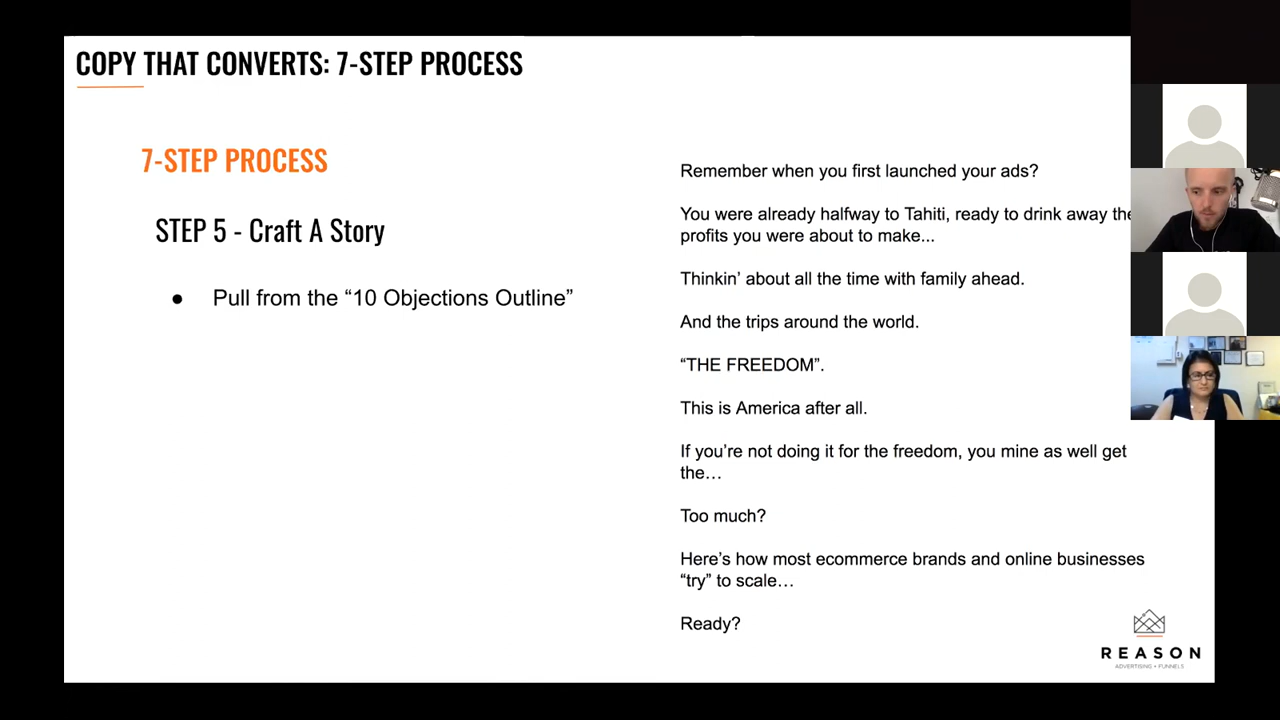 COPY THAT CONVERTS: 7-STEP PROCESS
7-STEP PROCESS
STEP 5 - Craft A Story
● Pull from the “10 Objections Outline”
Remember when you first launched your ads?
You were already halfway to Tahiti, ready to drink away the
profits you were about to make...
Thinkin’ about all the time with family ahead.
And the trips around the world.
“THE FREEDOM”.
This is America after all.
If you’re not doing it for the freedom, you mine as well get
the…
Too much?
Here’s how most ecommerce brands and online businesses
“try” to scale…
Ready?
REASON
ADVERTISING + FUNNELS